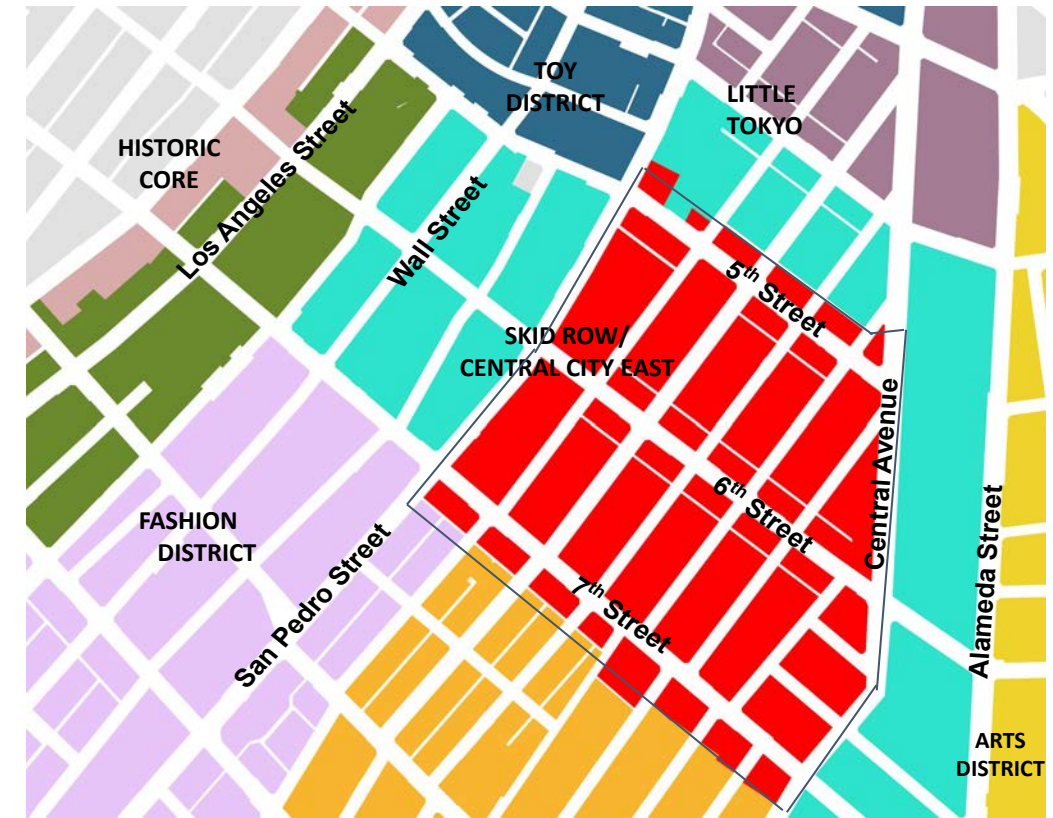 TOY
DISTRICT
LITTLE
TOKYO
HISTORIC
CORE
Los Angeles Street
Wall Street
5th Street
SKID ROW/
CENTRAL CITY EAST
Central Avenue
6th Street
FASHION
DISTRICT
San Pedro Street
7th Street
Alameda Street
ARTS
DISTRICT